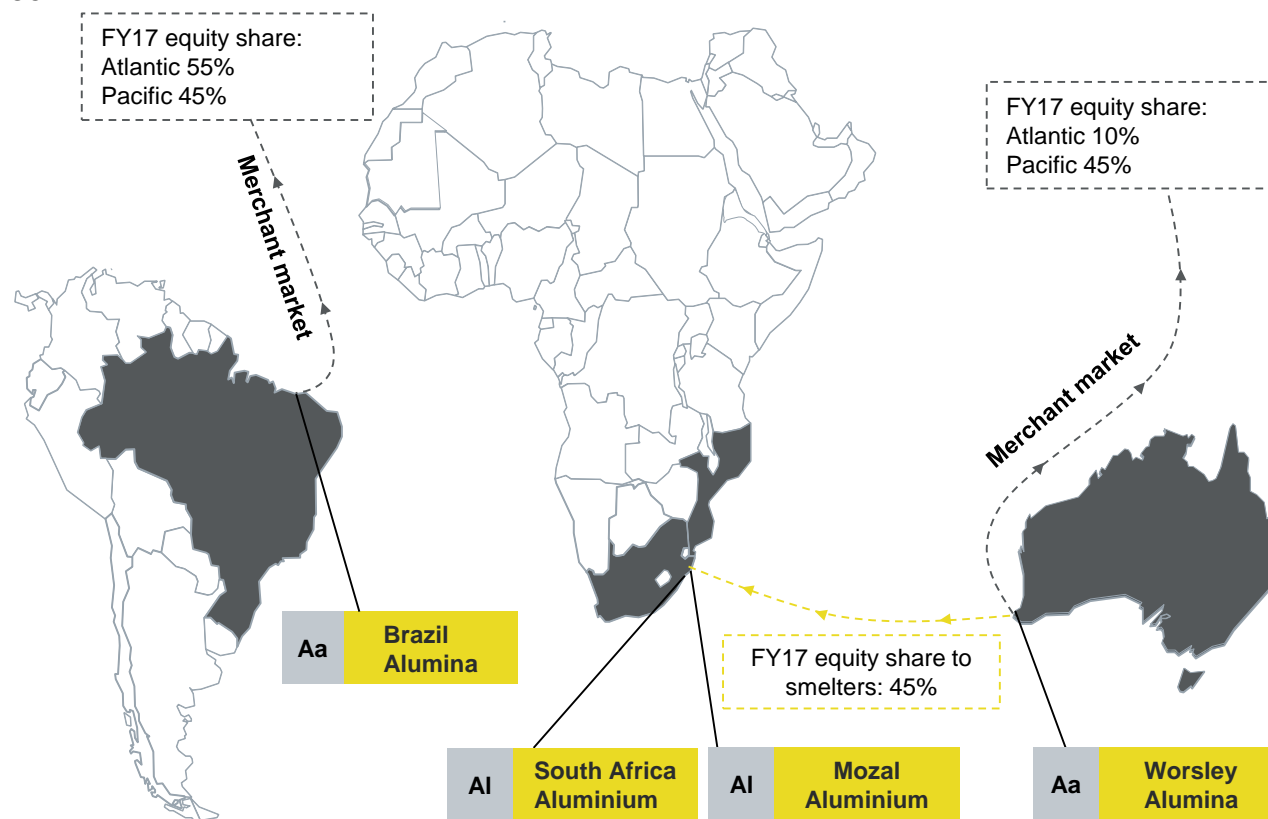 FY17 equity share:
Atlantic 55%
Pacific 45%
FY17 equity share:
Atlantic 10%
Pacific 45%
Merchant market
Merchant market
Aa
Brazil
Alumina
FY17 equity share to
smelters: 45%
Al
South Africa
Aluminium
Al
Mozal
Aluminium
Aa
Worsley
Alumina